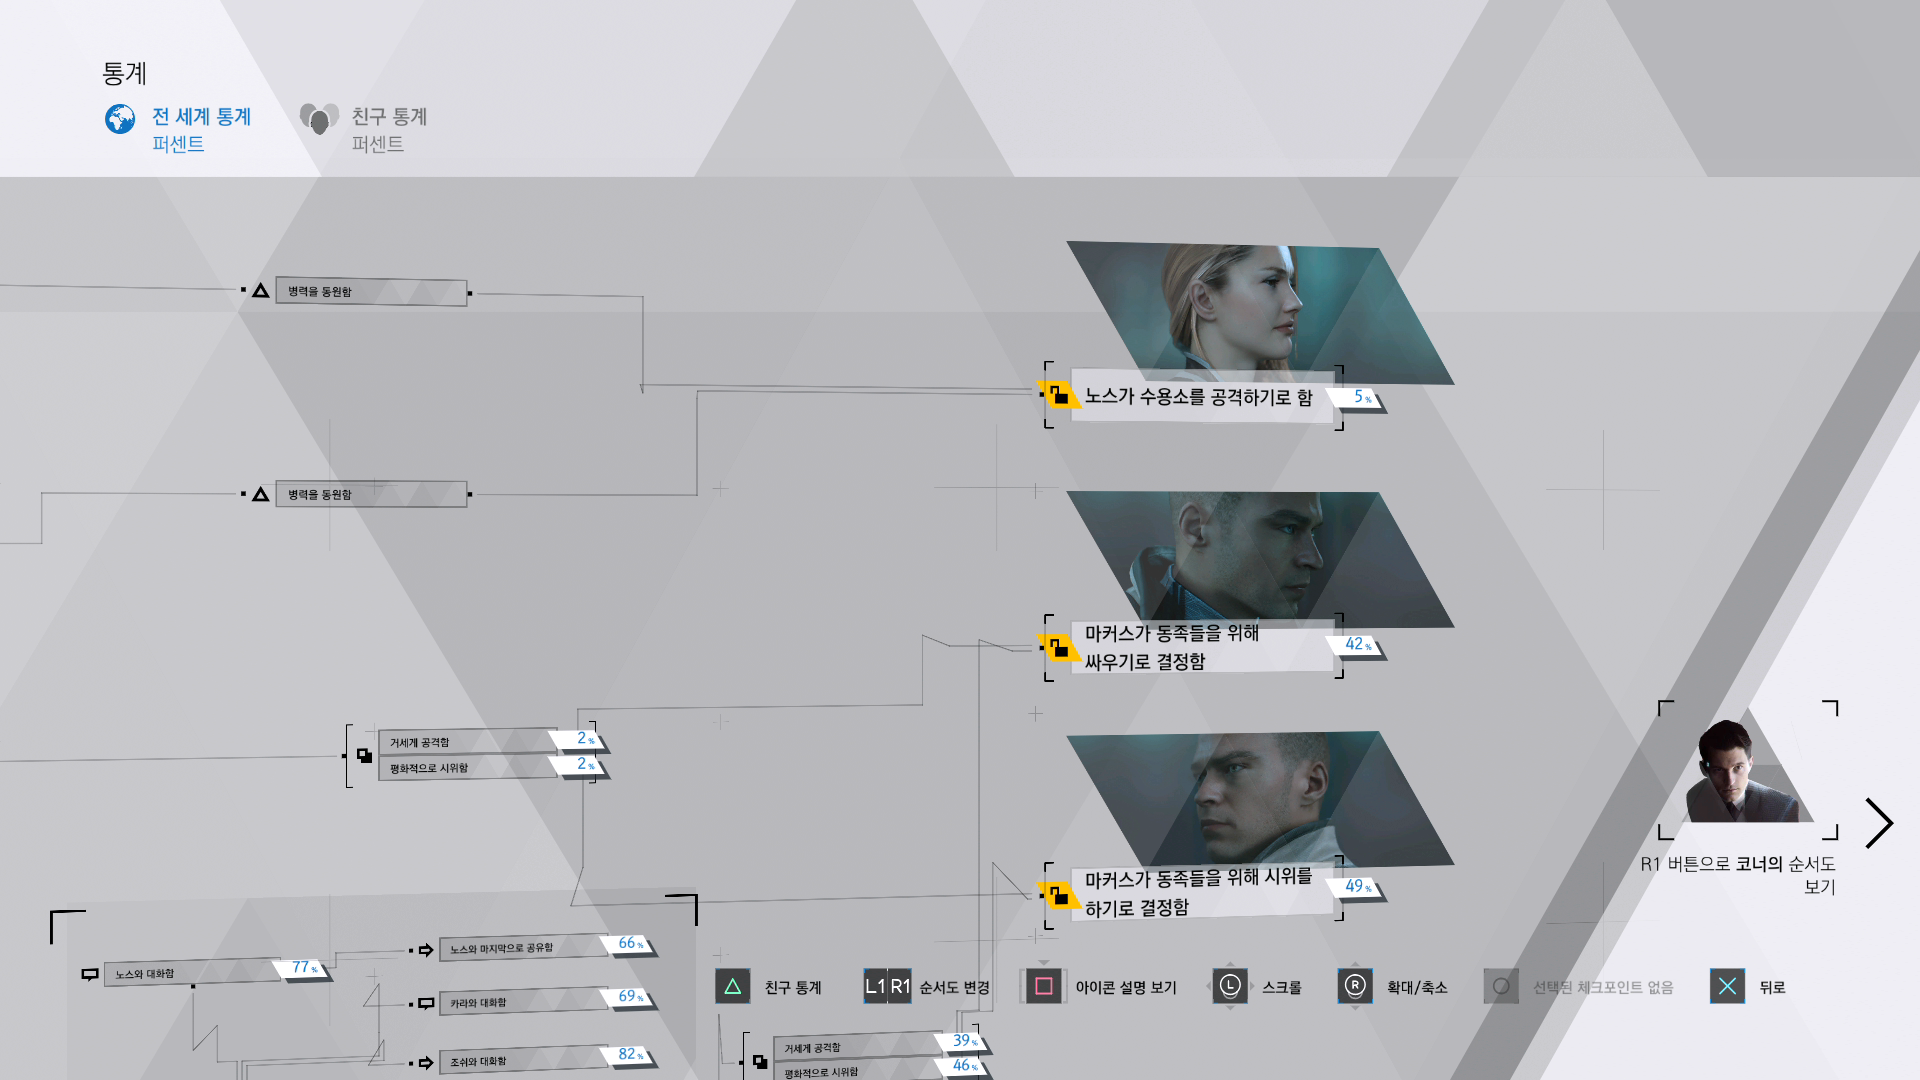 통계
전 세계 통계
퍼센트
친구 통계
퍼센트
병력을 동원함
노스가 수용소를 공격하기로 함
5%
병력을 동원함
마커스가 동족들을 위해
싸우기로 결정함
42%
거세게 공격함
2%
평화적으로 시위함
2%
마커스가 동족들을 위해 시위를
하기로 결정함
49%
R1 버튼으로 코너의 순서도
보기
노스와 대화함
77%
노스와 마지막으로 공유함
66%
카라와 대화함
69%
조쉬와 대화함
82%
거세게 공격함
39%
평화적으로 시위함
46%
친구 통계
L1 R1 순서도 변경
아이콘 설명 보기
L 스크롤
R 확대/축소
선택된 체크포인트 없음
뒤로